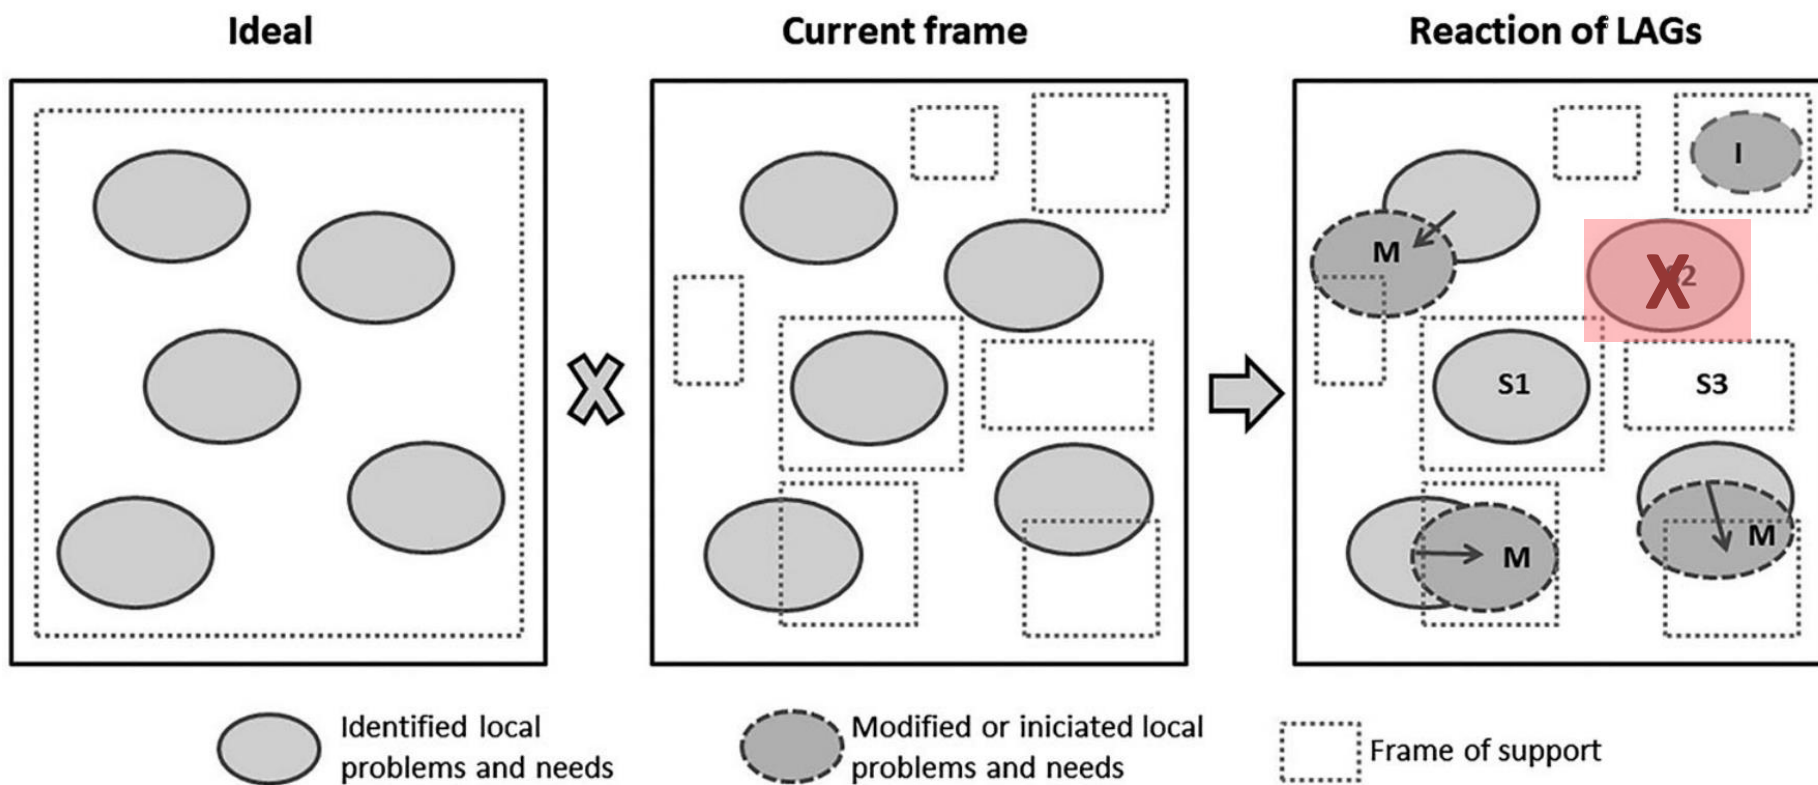 Ideal
Current frame
Reaction of LAGs
I
M
X
S1
S3
M
M
Identified local
problems and needs
Modified or iniciated local
problems and needs
Frame of support